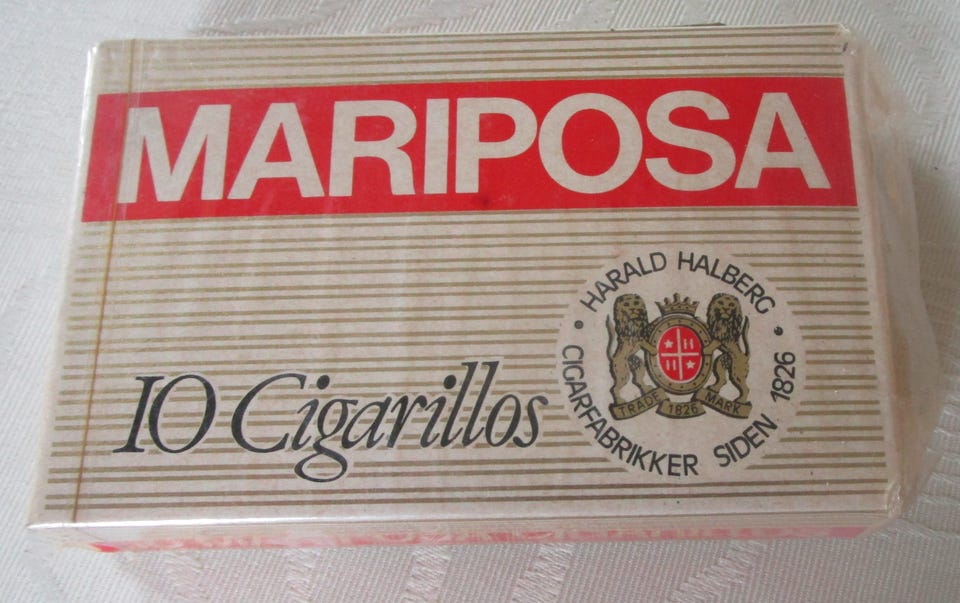 MARIPOSA
10 Cigarillos
• HARALD HALBERG •
CIGARFABRIKKER SIDEN 1826
TRADE 1826 MARK
H
H